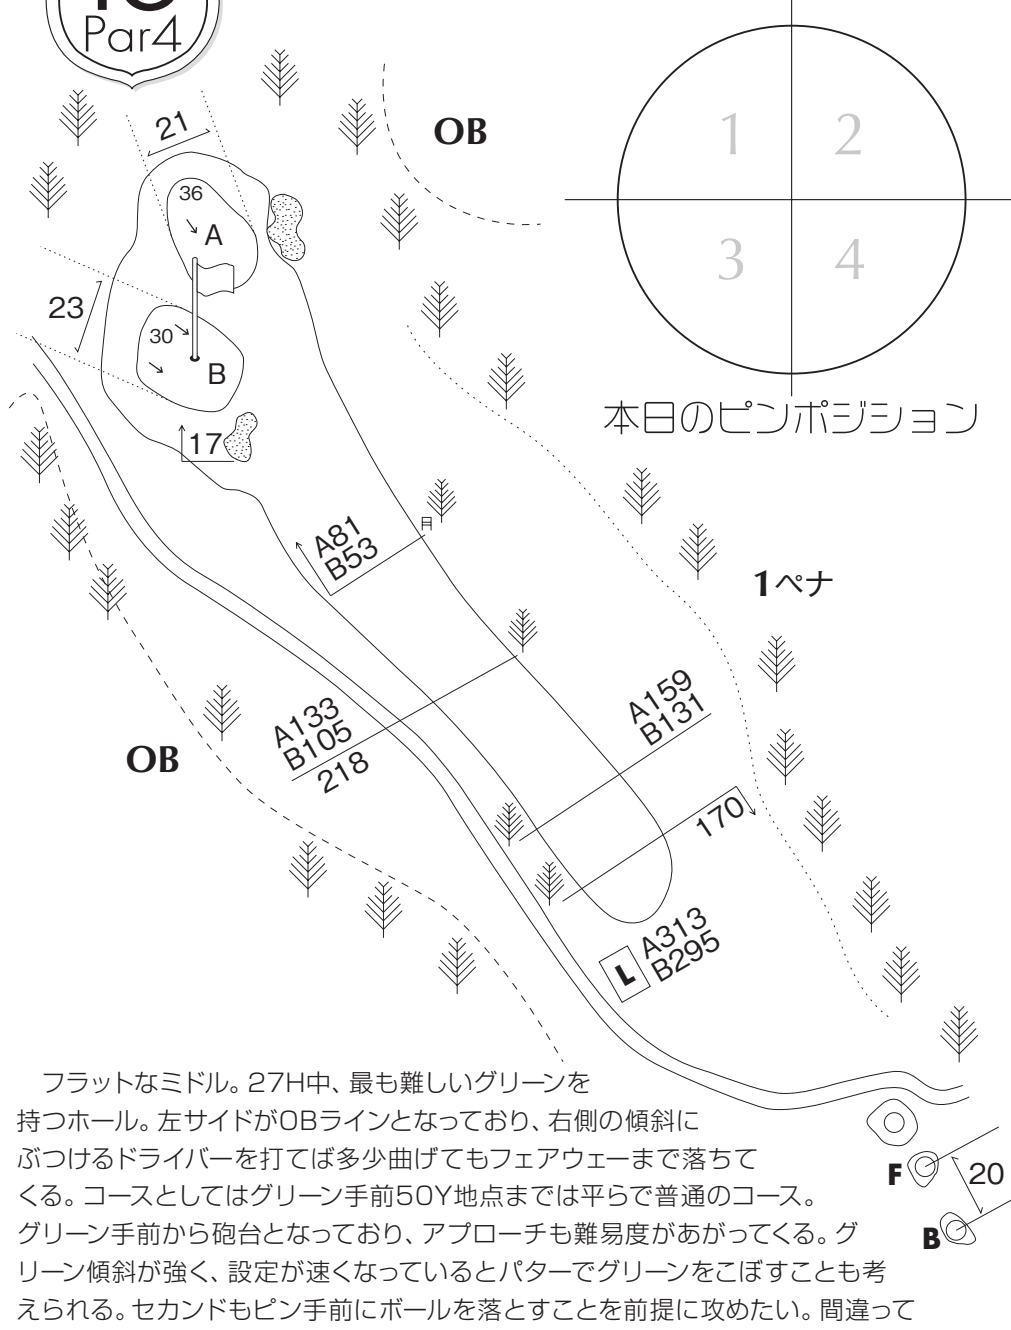 Par4
21
OB
1
2
36
A
3
4
23
30
B
本日のピンポジション
17
A81
B53
1ペナ
A159
B131
A133
B105
218
OB
170
A313
B295
L
フラットなミドル。27H中、最も難しいグリーンを
持つホール。左サイドがOBラインとなっており、右側の傾斜に
ぶつけるドライバーを打てば多少曲げてもフェアウェーまで落ちて
くる。コースとしてはグリーン手前50Y地点までは平らで普通のコース。
グリーン手前から砲台となっており、アプローチも難易度があがってくる。グ
リーン傾斜が強く、設定が速くなっているとパターでグリーンをこぼすことも考
えられる。セカンドもピン手前にボールを落とすことを前提に攻めたい。間違って
F
20
B